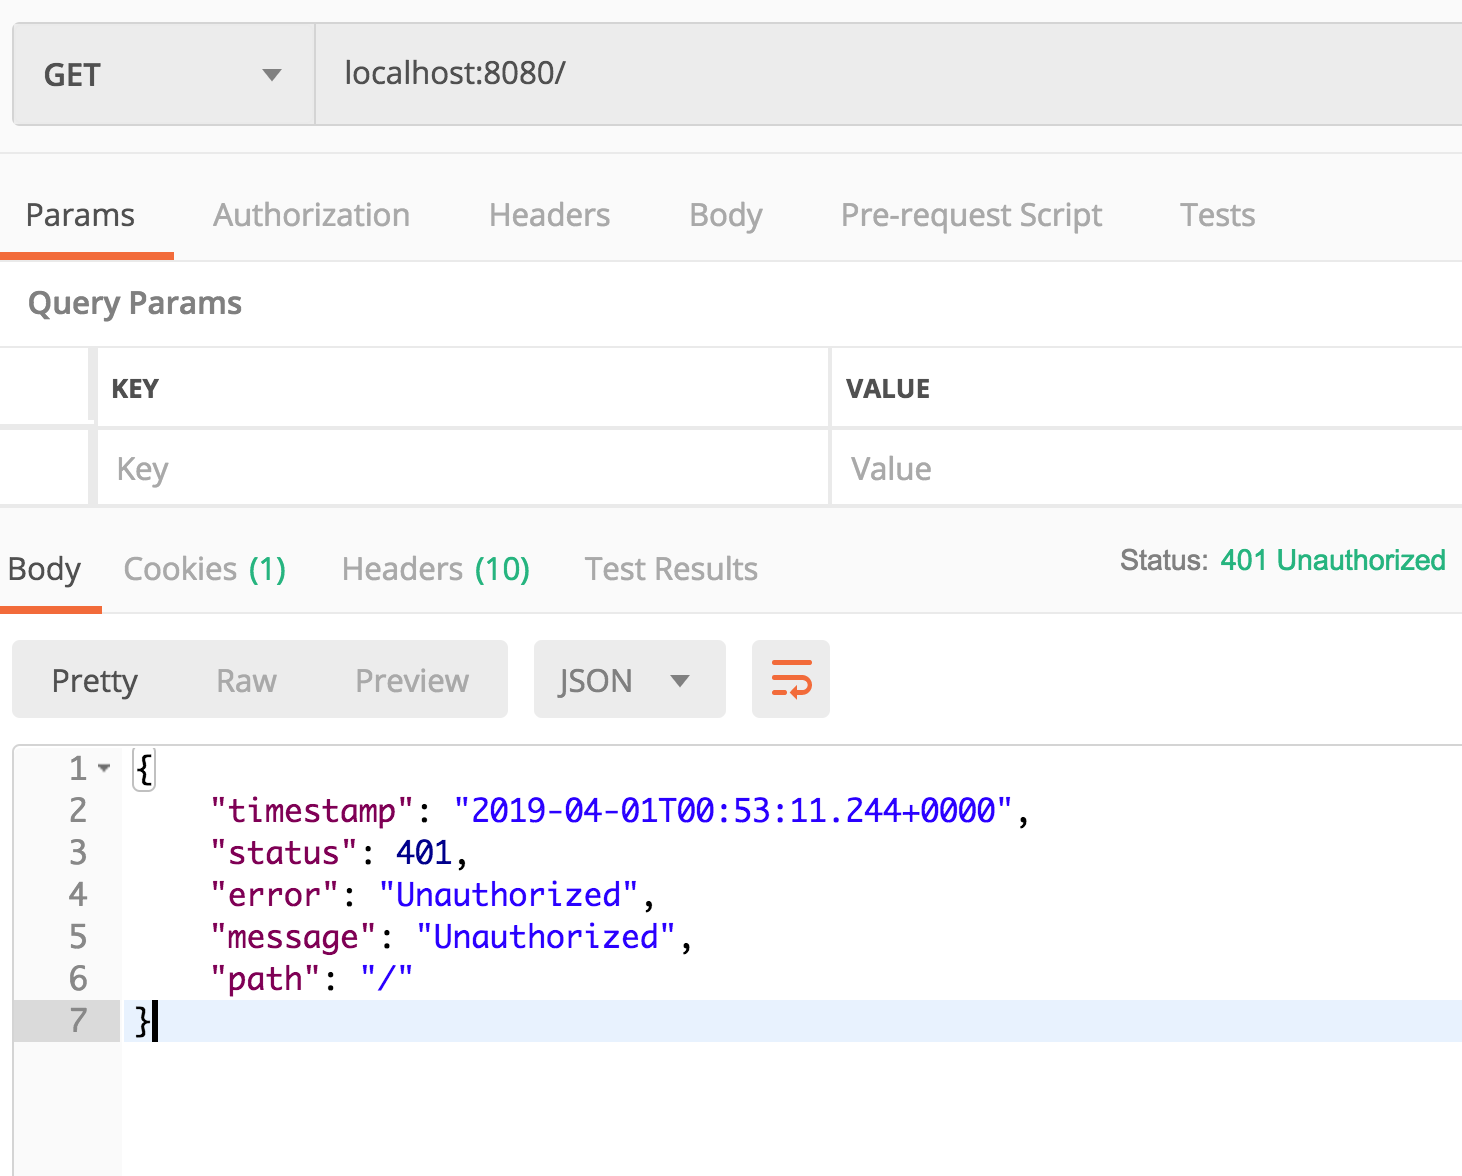 GET localhost:8080/
Params Authorization Headers Body Pre-request Script Tests
Query Params
KEY VALUE
Key Value
Body Cookies (1) Headers (10) Test Results Status: 401 Unauthorized
Pretty Raw Preview JSON
1 {
2 "timestamp": "2019-04-01T00:53:11.244+0000",
3 "status": 401,
4 "error": "Unauthorized",
5 "message": "Unauthorized",
6 "path": "/"
7 }